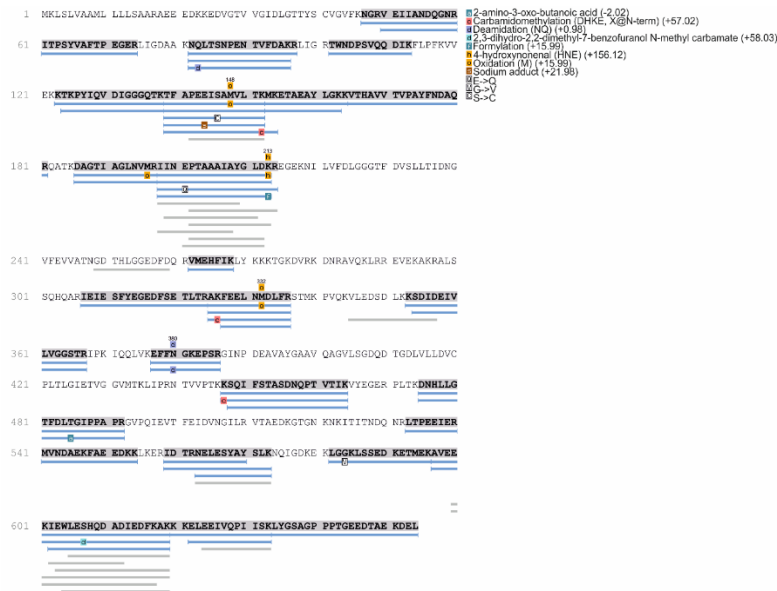 1 MKLSLVAAML LLLSAARAEE EDKKEDVGTV VGIDLGTTYS CVGVFKNGRV EIIANDQGNR
61 ITPSYVAFTP EGERLIGDAA KNQLTSNPEN TVFDAKRLIG RTWNDPSVQQ DIKFLPFKVV
148
121 EKKTKPYIQV DIGGGQTKTF APEEISAMVL TKMKETAEAY LGKKVTHAVV TVPAYFNDAQ
213
181 RQATKDAGTI AGLNVMRIIN EPTAAAIAYG LDKREGEKNI LVFDLGGGTF DVSLLTIDNG
241 VFEVVATNGD THLGGEDFDQ RVMEHFIKLY KKKTGKDVRK DNRAVQKLRR EVEKAKRALS
332
301 SQHQARIEIE SFYEGEDFSE TLTRAKFEEL NMDLFRSTMK PVQKVLEDSD LKKSDIDEIV
380
361 LVGGSTRIPK IQQLVKEFFN GKEPSRGINP DEAVAYGAAV QAGVLSGDQD TGDLVLLDVC
421 PLTLGIETVG GVMTKLIPRN TVVPTKKSQI FSTASDNQPT VTIKVYEGER PLTKDNHLLG
481 TFDLTGIPPA PRGVPQIEVT FEIDVNGILR VTAEDKGTGN KNKITITNDQ NRLTPEEIER
541 MVNDAEKFAE EDKKLKERID TRNELESYAY SLKNQIGDKE KLGGKLSSED KETMEKAVEE
601 KIEWLESHQD ADIEDFKAKK KELEEIVQPI ISKLYGSAGP PPTGEEDTAE KDEL
2-amino-3-oxo-butanoic acid (-2.02)
Carbamidomethylation (DHKE, X@N-term) (+57.02)
Deamidation (NQ) (+0.98)
2,3-dihydro-2,2-dimethyl-7-benzofuranol N-methyl carbamate (+58.03)
Formylation (+15.99)
4-hydroxynonenal (HNE) (+156.12)
Oxidation (M) (+15.99)
Sodium adduct (+21.98)
E->Q
G->V
S->C